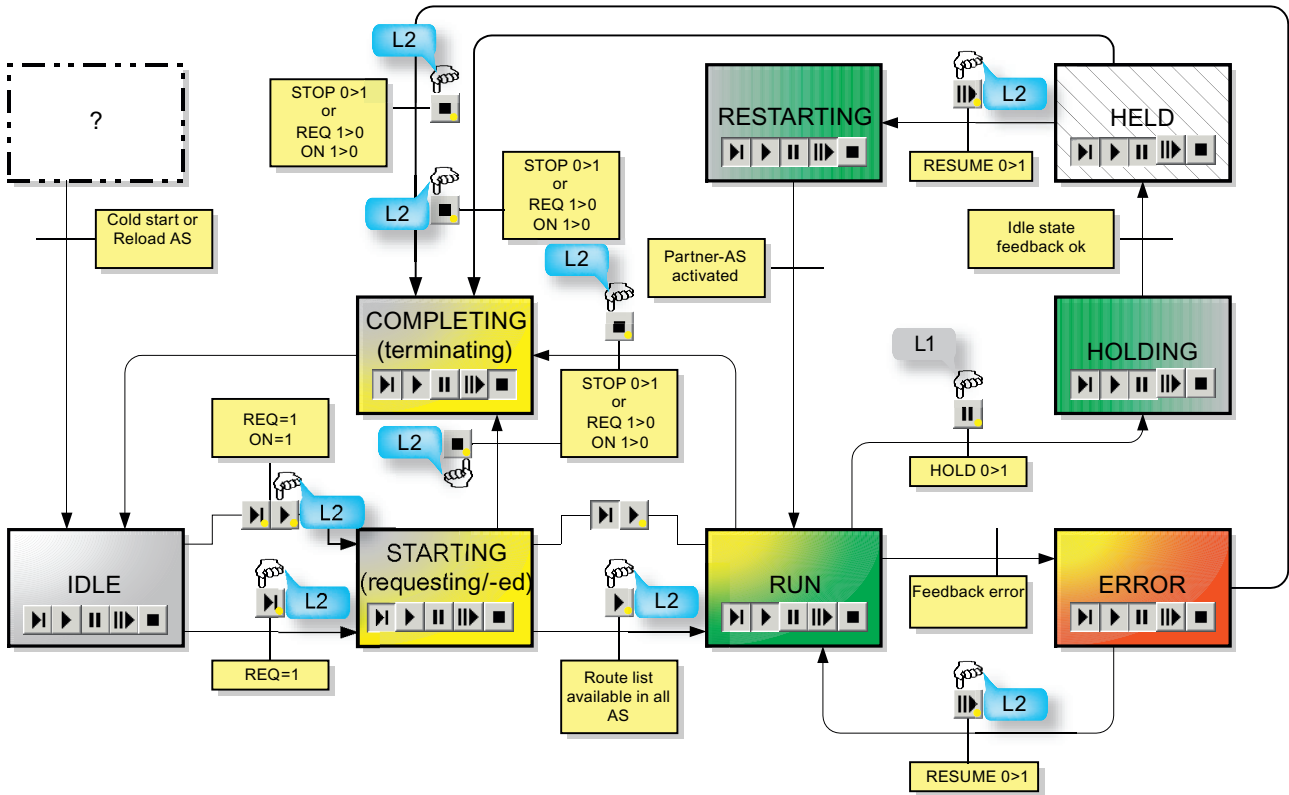 L2
STOP 0>1
or
REQ 1>0
ON 1>0
?
L2
STOP 0>1
or
REQ 1>0
ON 1>0
RESTARTING
L2
RESUME 0>1
HELD
Cold start or
Reload AS
L2
Partner-AS
activated
Idle state
feedback ok
COMPLETING
(terminating)
STOP 0>1
or
REQ 1>0
ON 1>0
L1
HOLDING
REQ=1
ON=1
L2
HOLD 0>1
L2
IDLE
STARTING
(requesting/-ed)
RUN
Feedback error
ERROR
L2
L2
REQ=1
Route list
available in all
AS
L2
RESUME 0>1